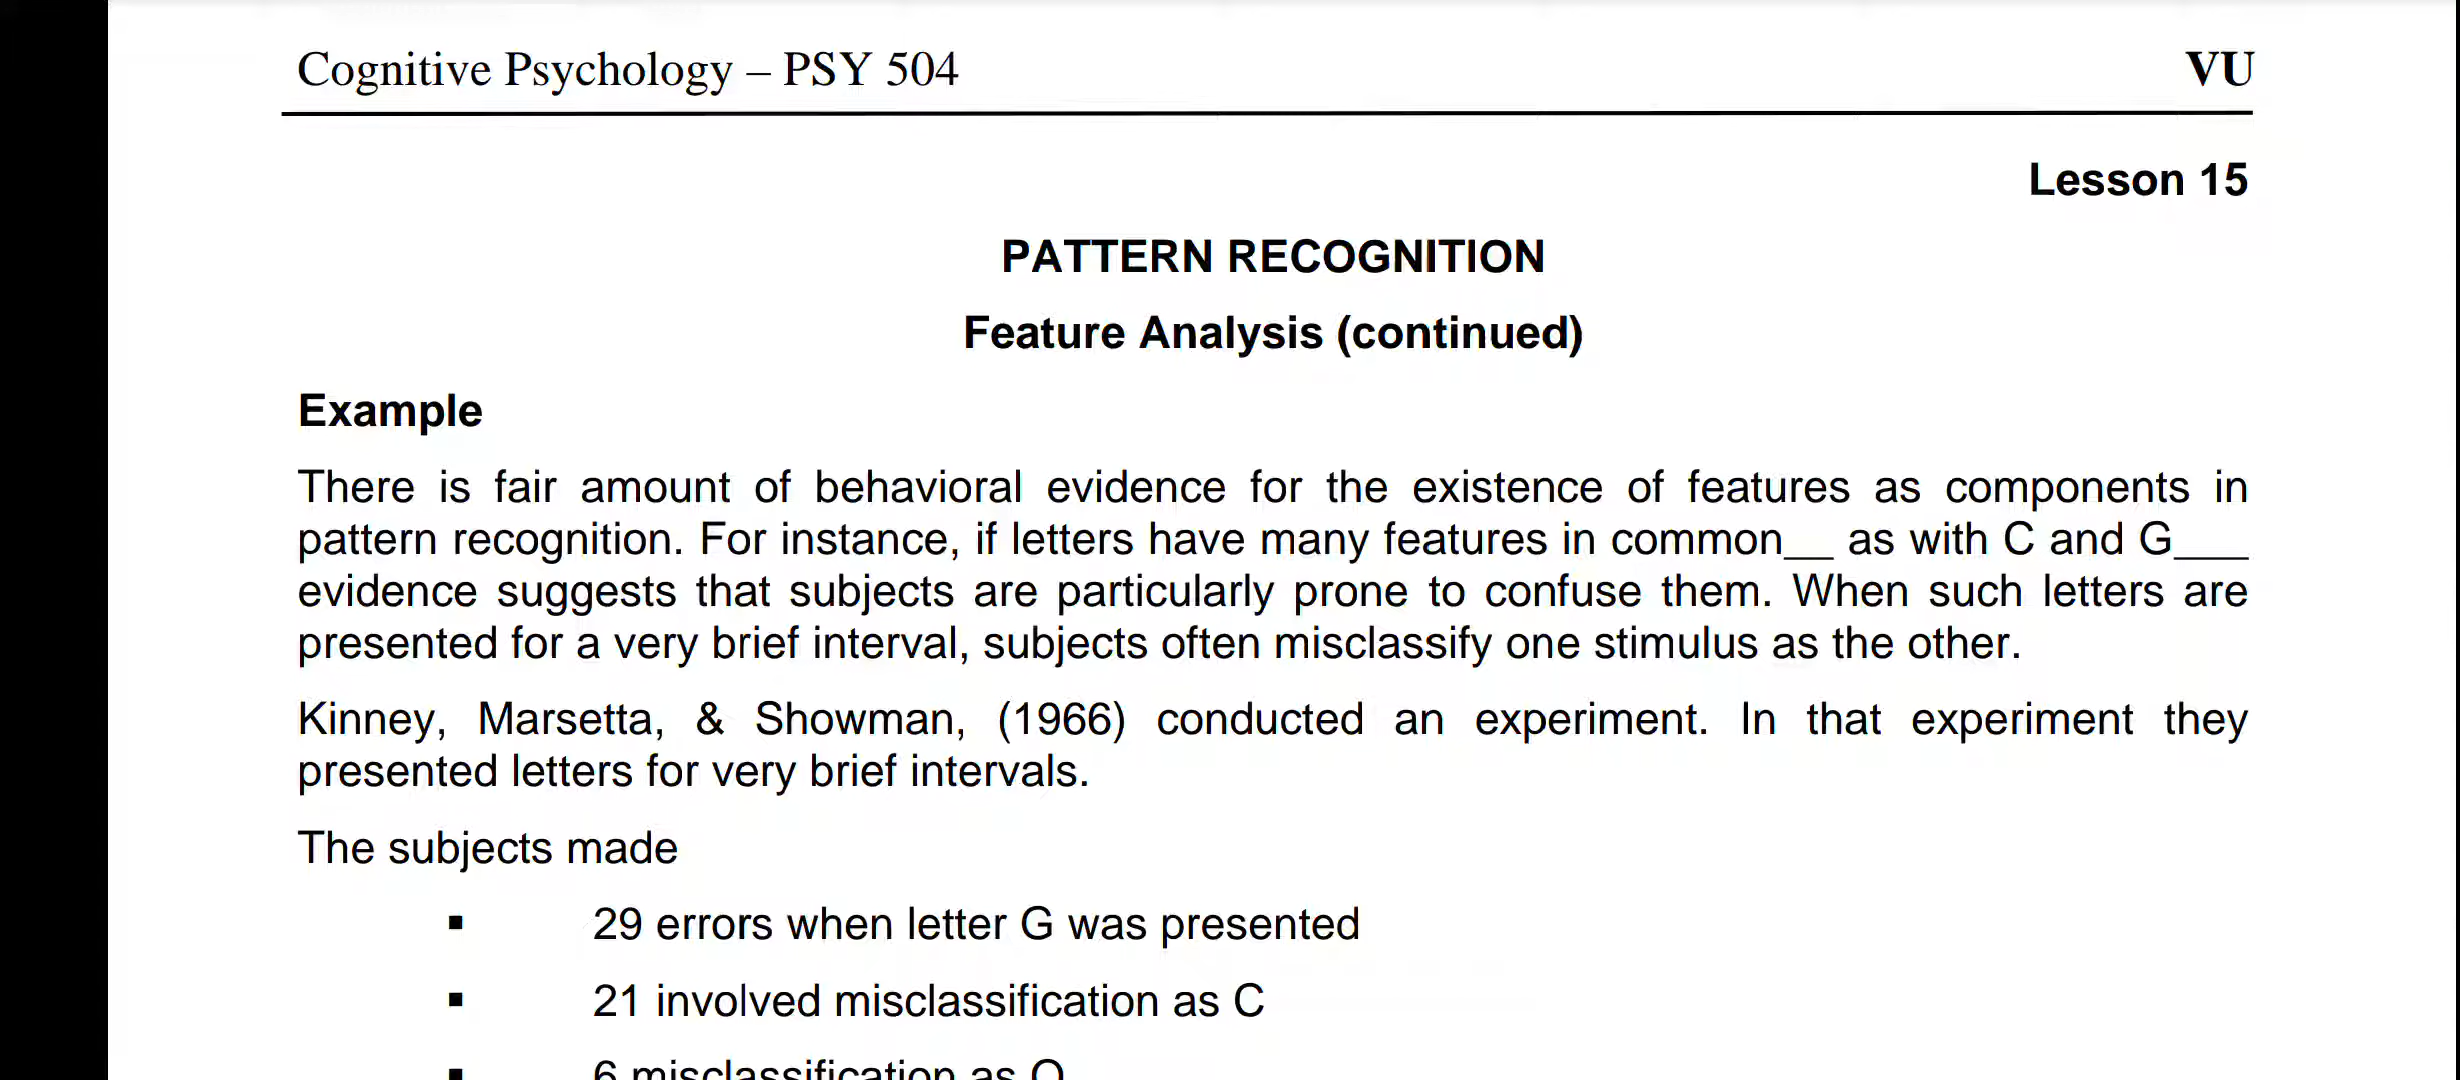 Cognitive Psychology – PSY 504 VU
Lesson 15
PATTERN RECOGNITION
Feature Analysis (continued)
Example
There is fair amount of behavioral evidence for the existence of features as components in
pattern recognition. For instance, if letters have many features in common__ as with C and G___
evidence suggests that subjects are particularly prone to confuse them. When such letters are
presented for a very brief interval, subjects often misclassify one stimulus as the other.
Kinney, Marsetta, & Showman, (1966) conducted an experiment. In that experiment they
presented letters for very brief intervals.
The subjects made
▪ 29 errors when letter G was presented
▪ 21 involved misclassification as C
▪ 6 misclassification as